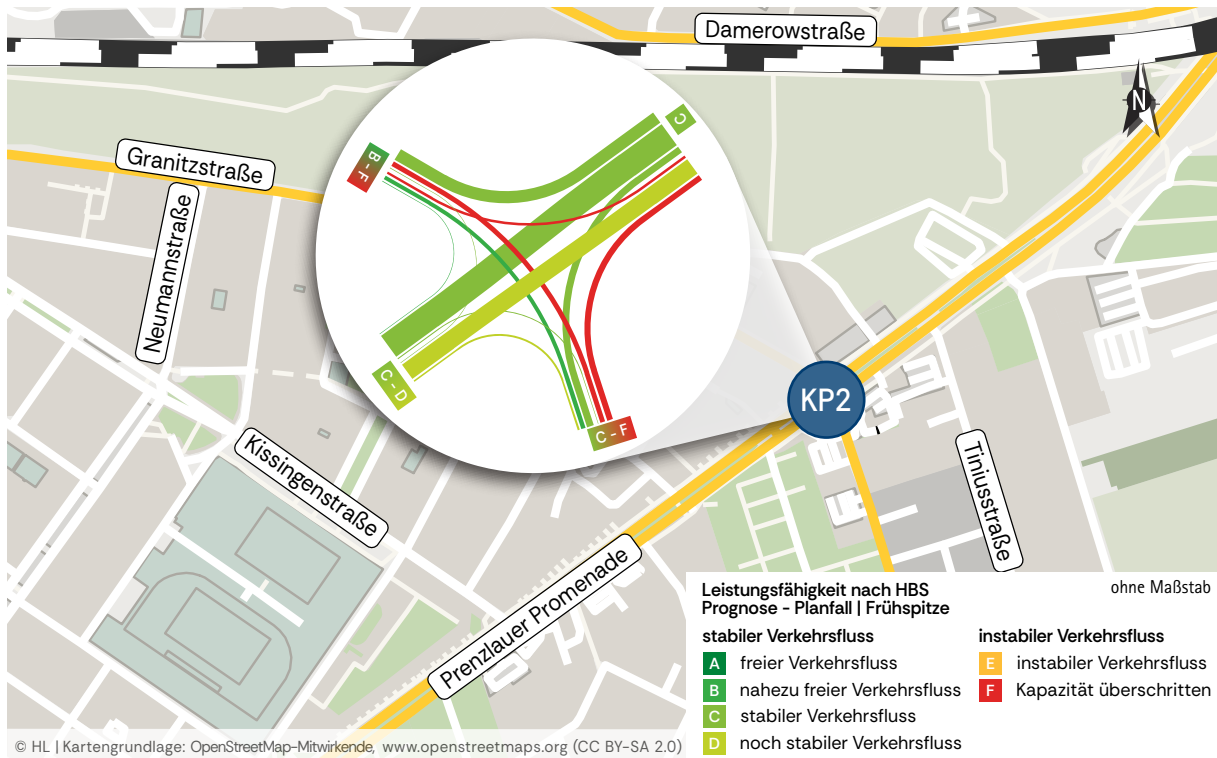 Damerowstraße
N
C
B - F
Granitzstraße
Neumannstraße
C - D
KP2
C - F
Kissingenstraße
Tiniusstraße
Prenzlauer Promenade
Leistungsfähigkeit nach HBS
Prognose - Planfall | Frühspitze
ohne Maßstab
stabiler Verkehrsfluss
A freier Verkehrsfluss
B nahezu freier Verkehrsfluss
C stabiler Verkehrsfluss
D noch stabiler Verkehrsfluss
instabiler Verkehrsfluss
E instabiler Verkehrsfluss
F Kapazität überschritten
© HL | Kartengrundlage: OpenStreetMap-Mitwirkende, www.openstreetmaps.org (CC BY-SA 2.0)